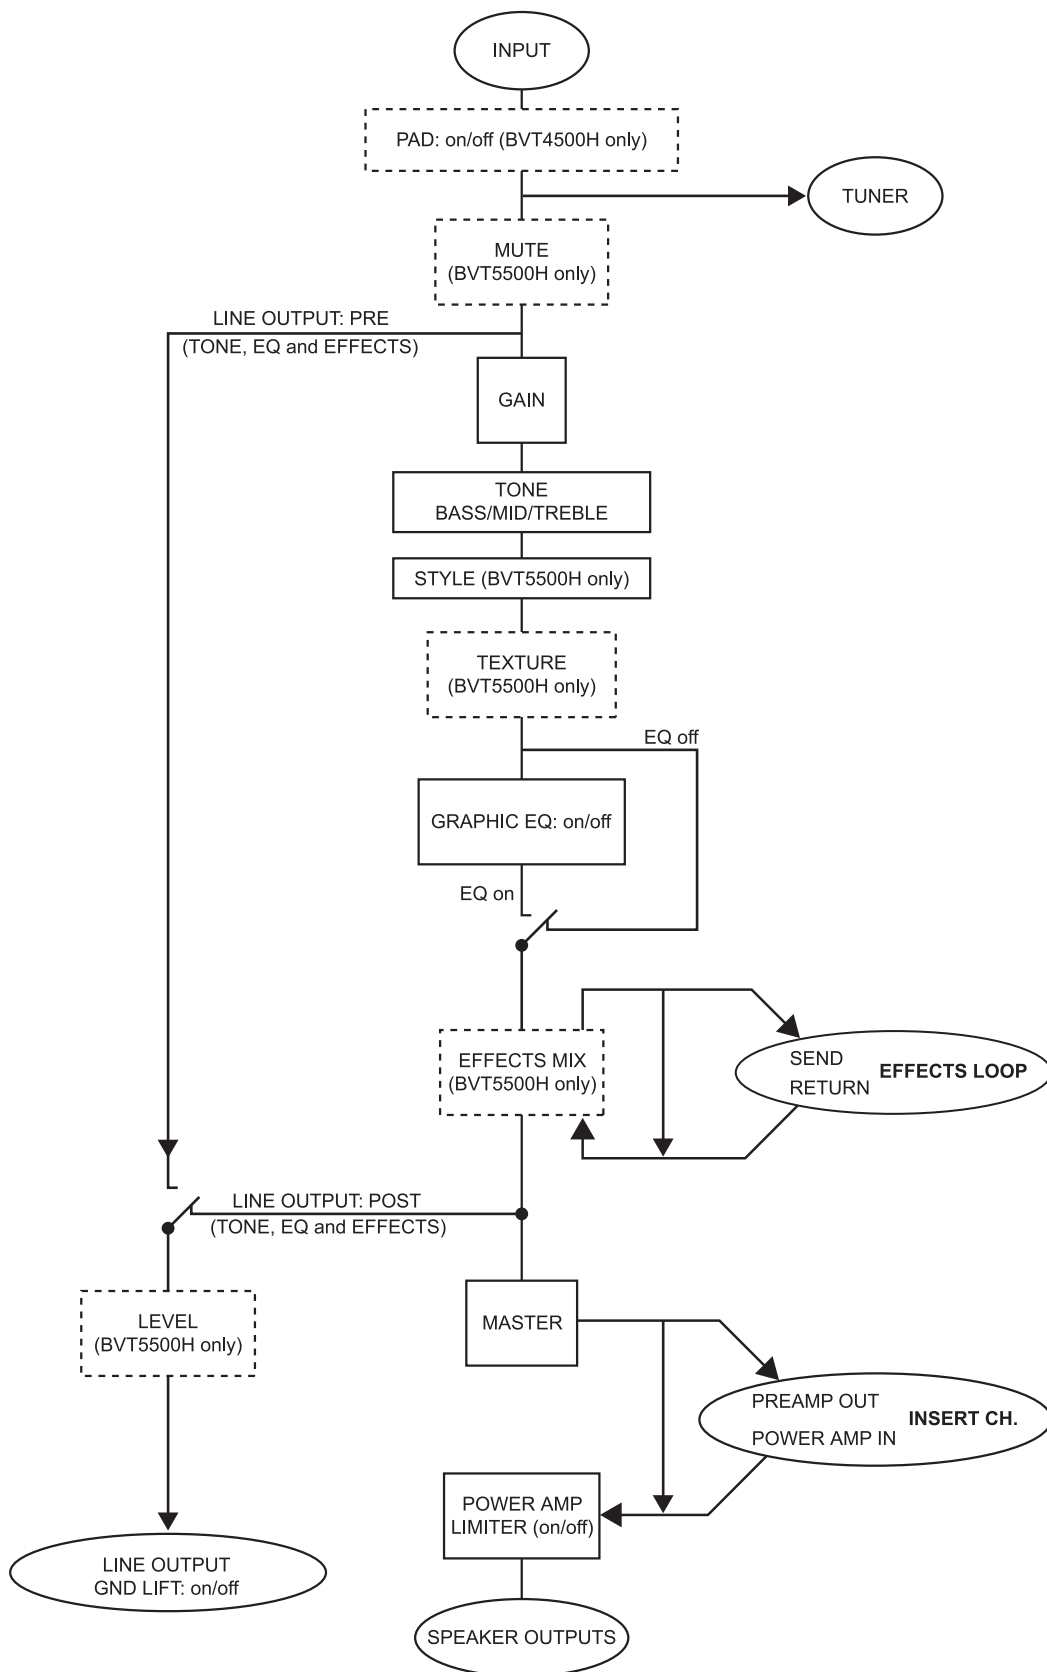 INPUT
PAD: on/off (BVT4500H only)
TUNER
MUTE
(BVT5500H only)
LINE OUTPUT: PRE
(TONE, EQ and EFFECTS)
GAIN
TONE
BASS/MID/TREBLE
STYLE (BVT5500H only)
TEXTURE
(BVT5500H only)
EQ off
GRAPHIC EQ: on/off
EQ on
EFFECTS MIX
(BVT5500H only)
SEND
RETURN
EFFECTS LOOP
LINE OUTPUT: POST
(TONE, EQ and EFFECTS)
LEVEL
(BVT5500H only)
MASTER
PREAMP OUT
POWER AMP IN
INSERT CH.
POWER AMP
LIMITER (on/off)
LINE OUTPUT
GND LIFT: on/off
SPEAKER OUTPUTS